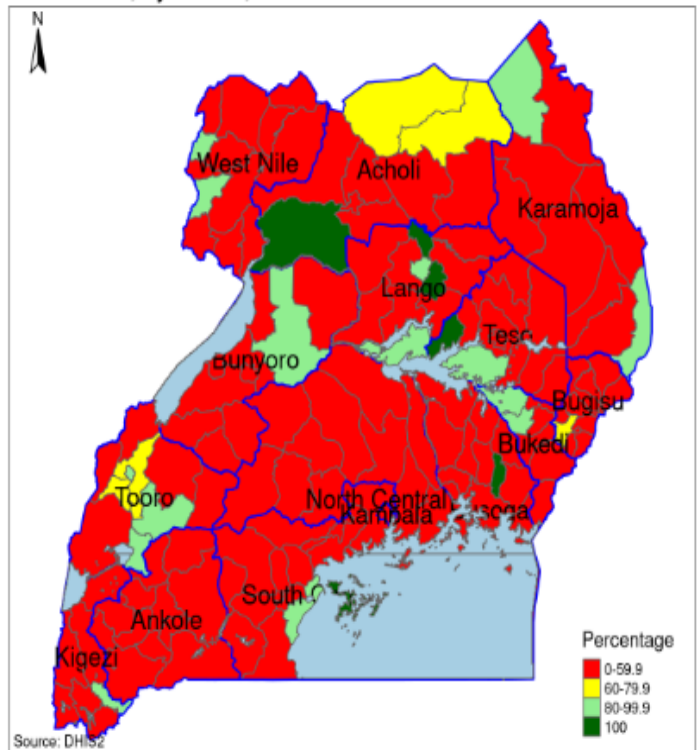 N
West Nile
Acholi
Karamoja
Lango
Teso
Bunyoro
Bugisu
Bukedi
Tooro
North Central
Kampala
South C
Ankole
Kigezi
Percentage
0-59.9
60-79.9
80-99.9
100
Source: DHIS2